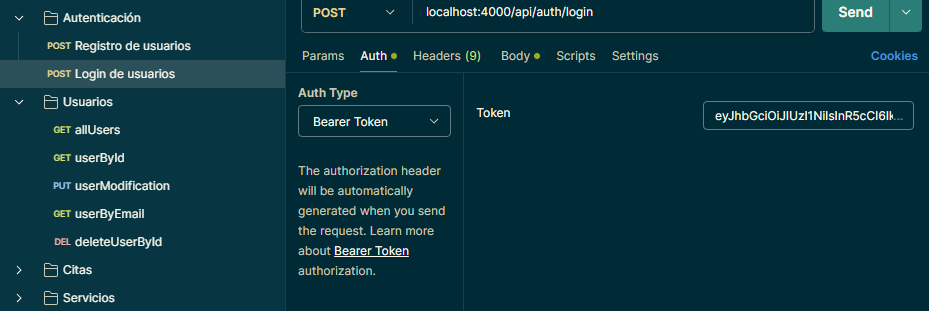 Autenticación
POST Registro de usuarios
POST Login de usuarios
Usuarios
GET allUsers
GET userById
PUT userModification
GET userByEmail
DEL deleteUserById
Citas
Servicios
POST
localhost:4000/api/auth/login
Send
Params Auth Headers (9) Body Scripts Settings Cookies
Auth Type
Bearer Token
The authorization header
will be automatically
generated when you send
the request. Learn more
about Bearer Token
authorization.
Token
eyJhbGciOiJIUzI1NiIsInR5cCI6Ik...